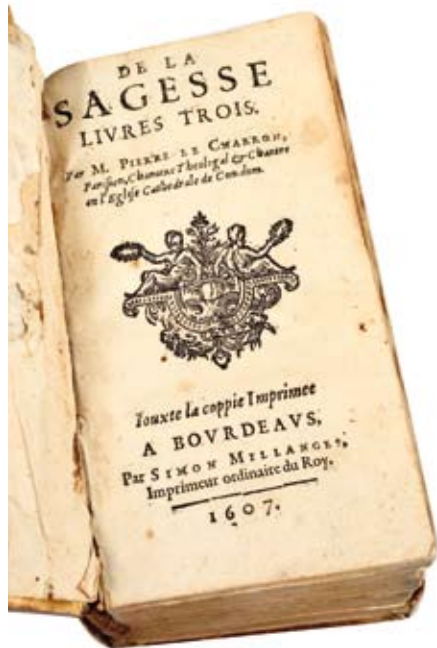 DE LA
SAGESSE
LIVRES TROIS.
Par M. PIERRE LE CHARRON,
Parisien, Chanoine Theologal & Chantre
en l'Eglise Cathedrale de Condom.
Iouxte la coppie Imprimee
A BOVRDEAVS,
Par SIMON MILLANGES,
Imprimeur ordinaire du Roy.
1607.